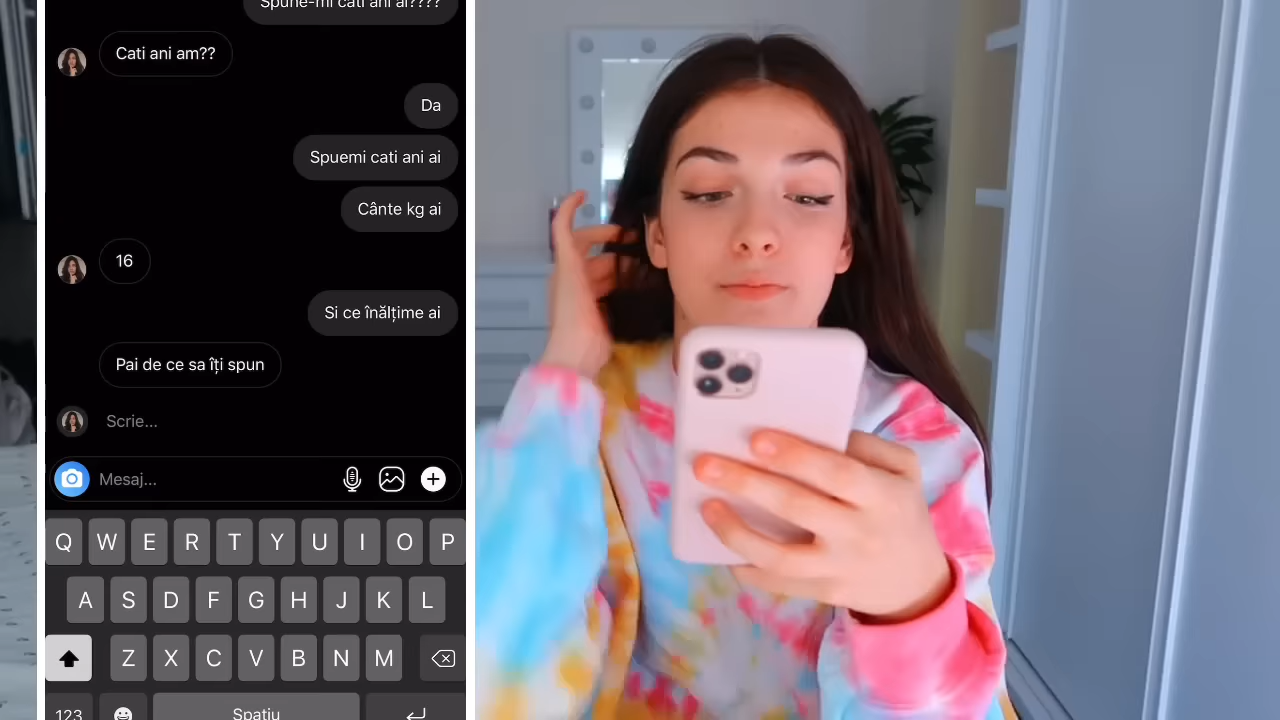 Spune-mi cati ani ai????
Cati ani am??
Da
Spuemi cati ani ai
Cânte kg ai
16
Si ce înălțime ai
Pai de ce sa îți spun
Scrie...
Mesaj...
Q W E R T Y U I O P
A S D F G H J K L
Z X C V B N M
123 Spațiu